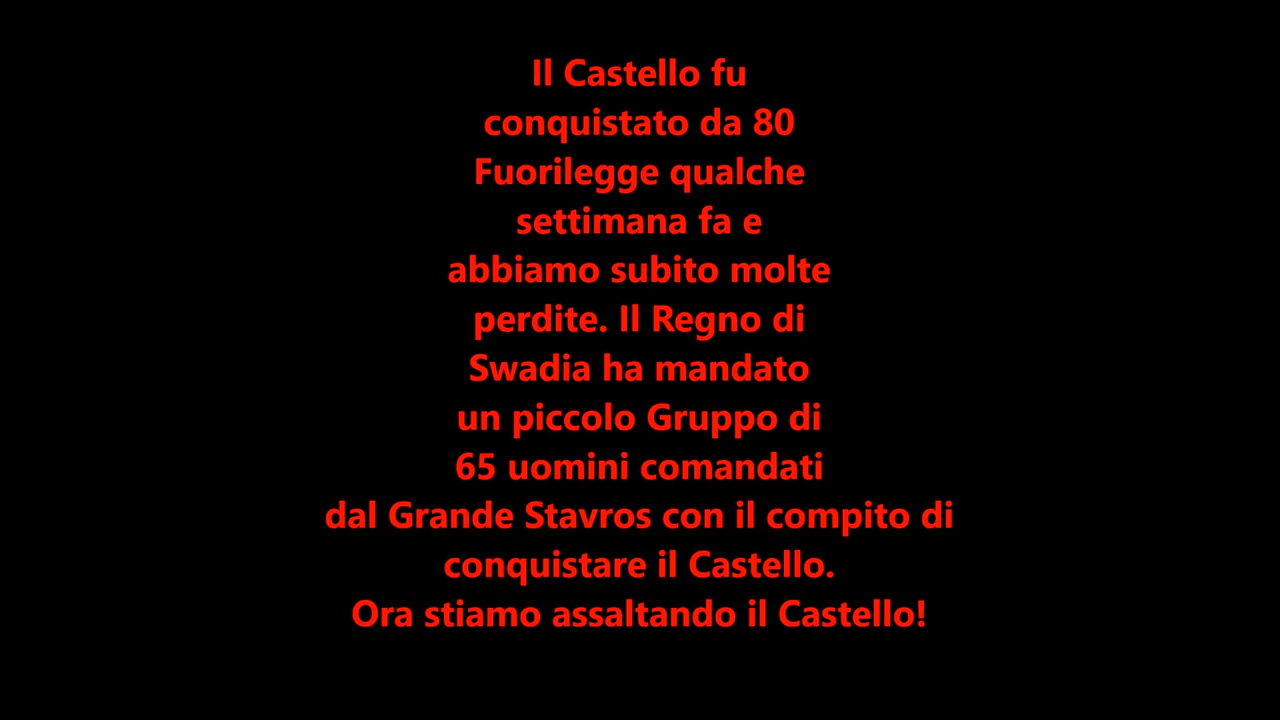 Il Castello fu
conquistato da 80
Fuorilegge qualche
settimana fa e
abbiamo subito molte
perdite. Il Regno di
Swadia ha mandato
un piccolo Gruppo di
65 uomini comandati
dal Grande Stavros con il compito di
conquistare il Castello.
Ora stiamo assaltando il Castello!